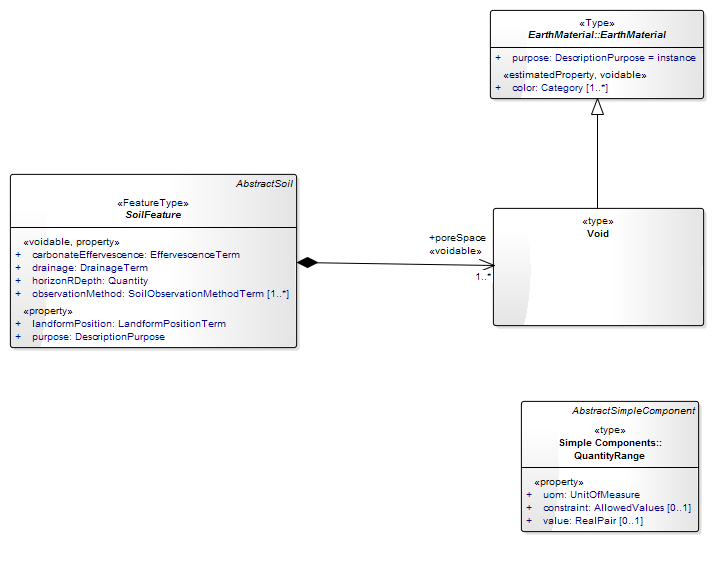 «Type»
EarthMaterial::EarthMaterial
+ purpose: DescriptionPurpose = instance
«estimatedProperty, voidable»
+ color: Category [1..*]
AbstractSoil
«FeatureType»
SoilFeature
«voidable, property»
+ carbonateEffervescence: EffervescenceTerm
+ drainage: DrainageTerm
+ horizonRDepth: Quantity
+ observationMethod: SoilObservationMethodTerm [1..*]
«property»
+ landformPosition: LandformPositionTerm
+ purpose: DescriptionPurpose
+poreSpace
«voidable»
1..*
«type»
Void
AbstractSimpleComponent
«type»
Simple Components::
QuantityRange
«property»
+ uom: UnitOfMeasure
+ constraint: AllowedValues [0..1]
+ value: RealPair [0..1]